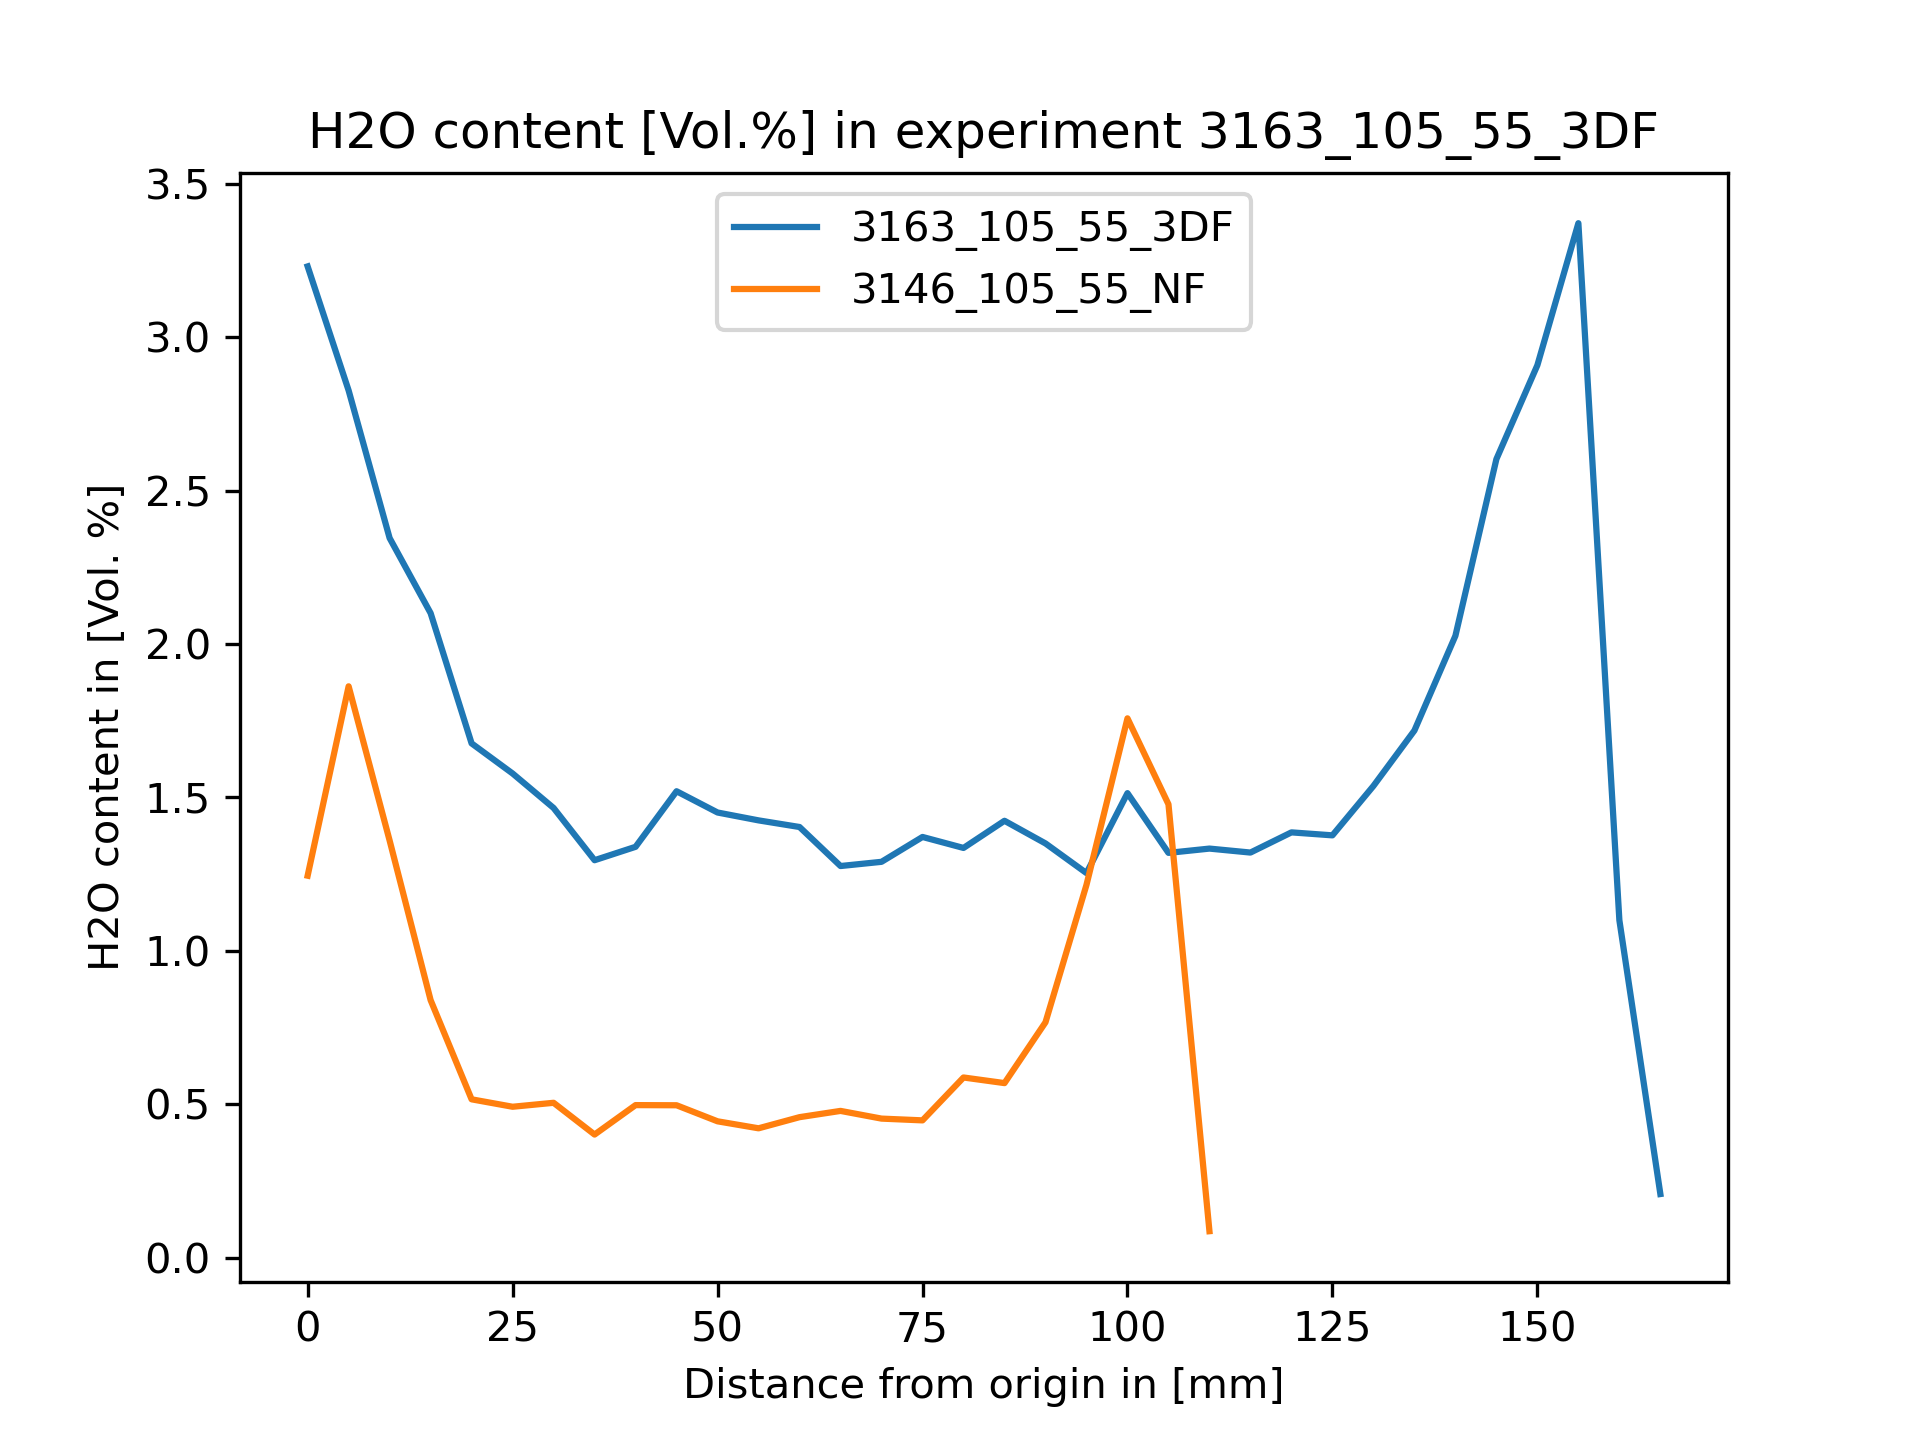 H2O content [Vol.%] in experiment 3163_105_55_3DF
3163_105_55_3DF
3146_105_55_NF
H2O content in [Vol. %]
3.5
3.0
2.5
2.0
1.5
1.0
0.5
0.0
0 25 50 75 100 125 150
Distance from origin in [mm]